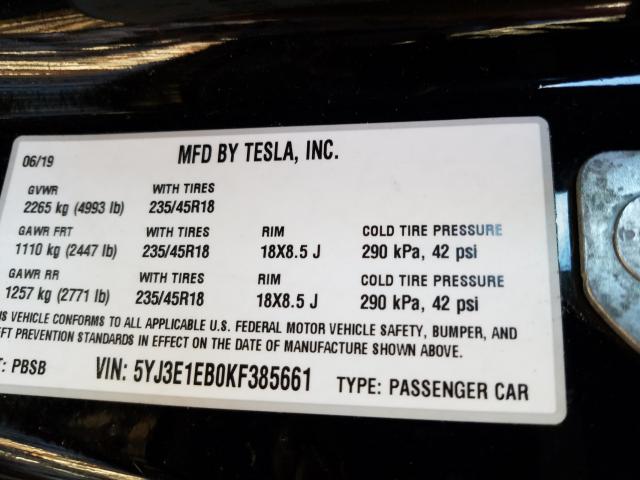 06/19 MFD BY TESLA, INC.
GVWR WITH TIRES
2265 kg (4993 lb) 235/45R18
GAWR FRT WITH TIRES RIM COLD TIRE PRESSURE
1110 kg (2447 lb) 235/45R18 18X8.5 J 290 kPa, 42 psi
GAWR RR WITH TIRES RIM COLD TIRE PRESSURE
1257 kg (2771 lb) 235/45R18 18X8.5 J 290 kPa, 42 psi
IS VEHICLE CONFORMS TO ALL APPLICABLE U.S. FEDERAL MOTOR VEHICLE SAFETY, BUMPER, AND
EFT PREVENTION STANDARDS IN EFFECT ON THE DATE OF MANUFACTURE SHOWN ABOVE.
T: PBSB VIN: 5YJ3E1EB0KF385661 TYPE: PASSENGER CAR